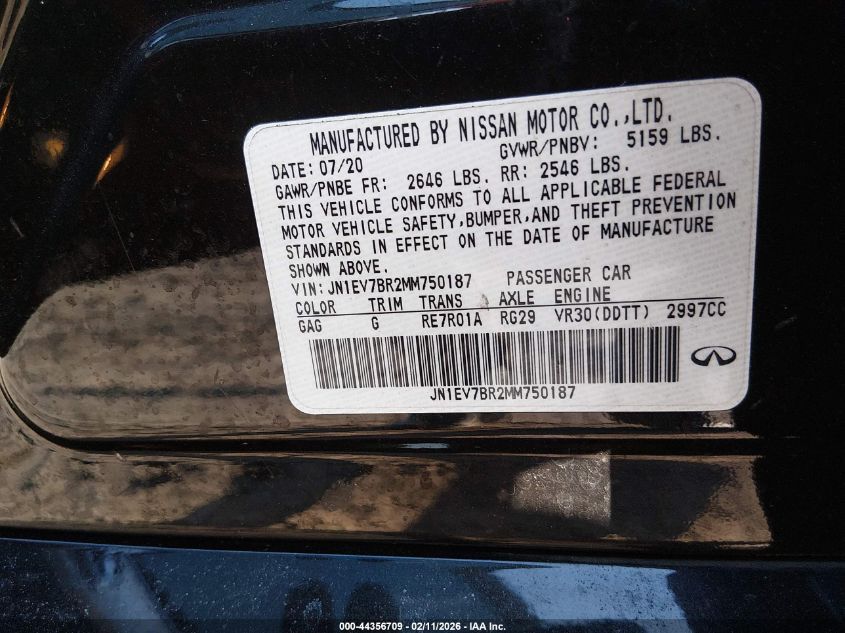 MANUFACTURED BY NISSAN MOTOR CO.,LTD.
DATE: 07/20 GVWR/PNBV: 5159 LBS.
GAWR/PNBE FR: 2646 LBS. RR: 2546 LBS.
THIS VEHICLE CONFORMS TO ALL APPLICABLE FEDERAL
MOTOR VEHICLE SAFETY,BUMPER,AND THEFT PREVENTION
STANDARDS IN EFFECT ON THE DATE OF MANUFACTURE
SHOWN ABOVE.
VIN: JN1EV7BR2MM750187 PASSENGER CAR
COLOR TRIM TRANS AXLE ENGINE
GAG G RE7R01A RG29 VR30(DDTT) 2997CC
JN1EV7BR2MM750187
000-44356709 - 02/11/2026 - IAA Inc.